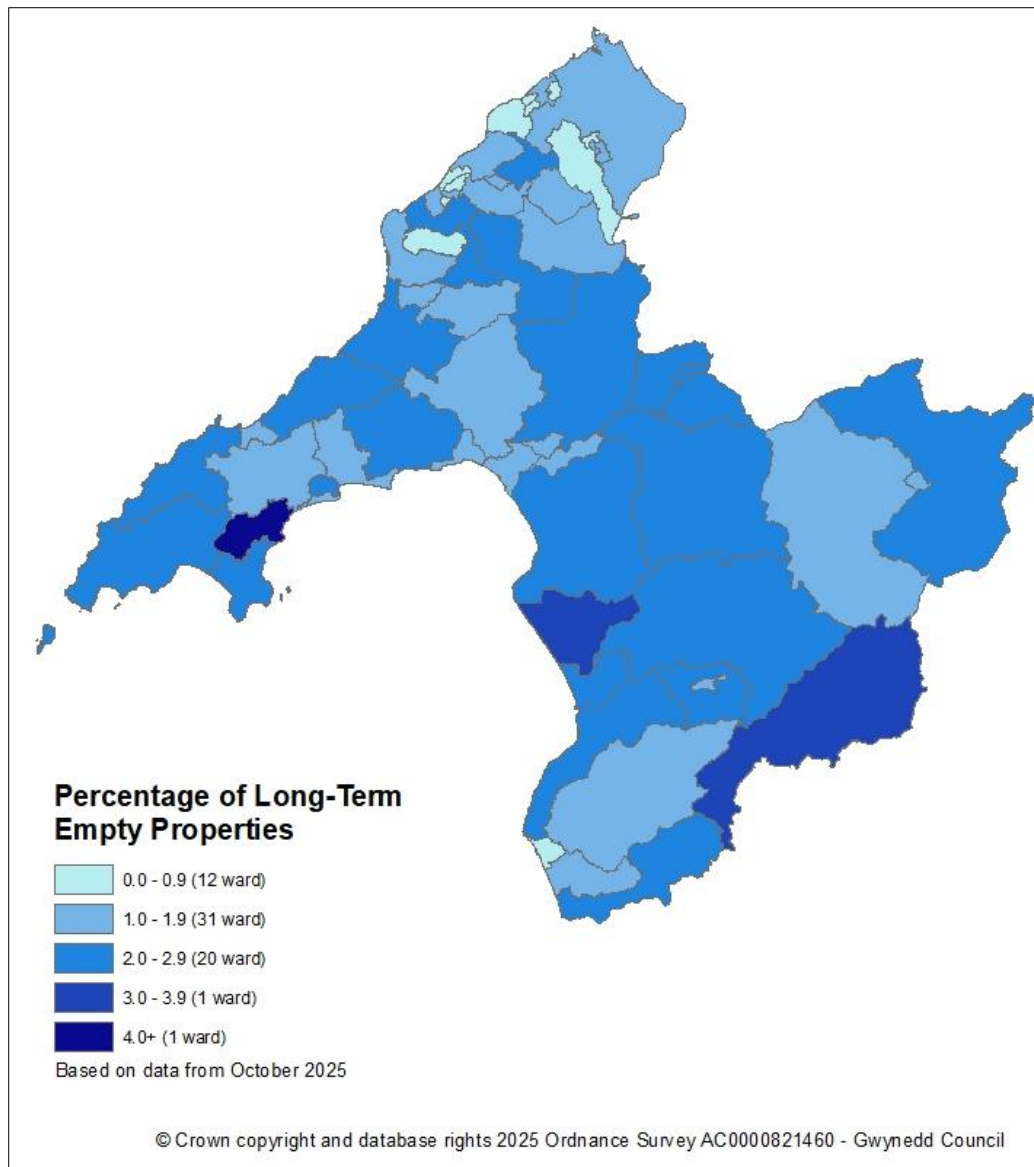 Percentage of Long-Term
Empty Properties
0.0 - 0.9 (12 ward)
1.0 - 1.9 (31 ward)
2.0 - 2.9 (20 ward)
3.0 - 3.9 (1 ward)
4.0+ (1 ward)
Based on data from October 2025
© Crown copyright and database rights 2025 Ordnance Survey AC0000821460 - Gwynedd Council